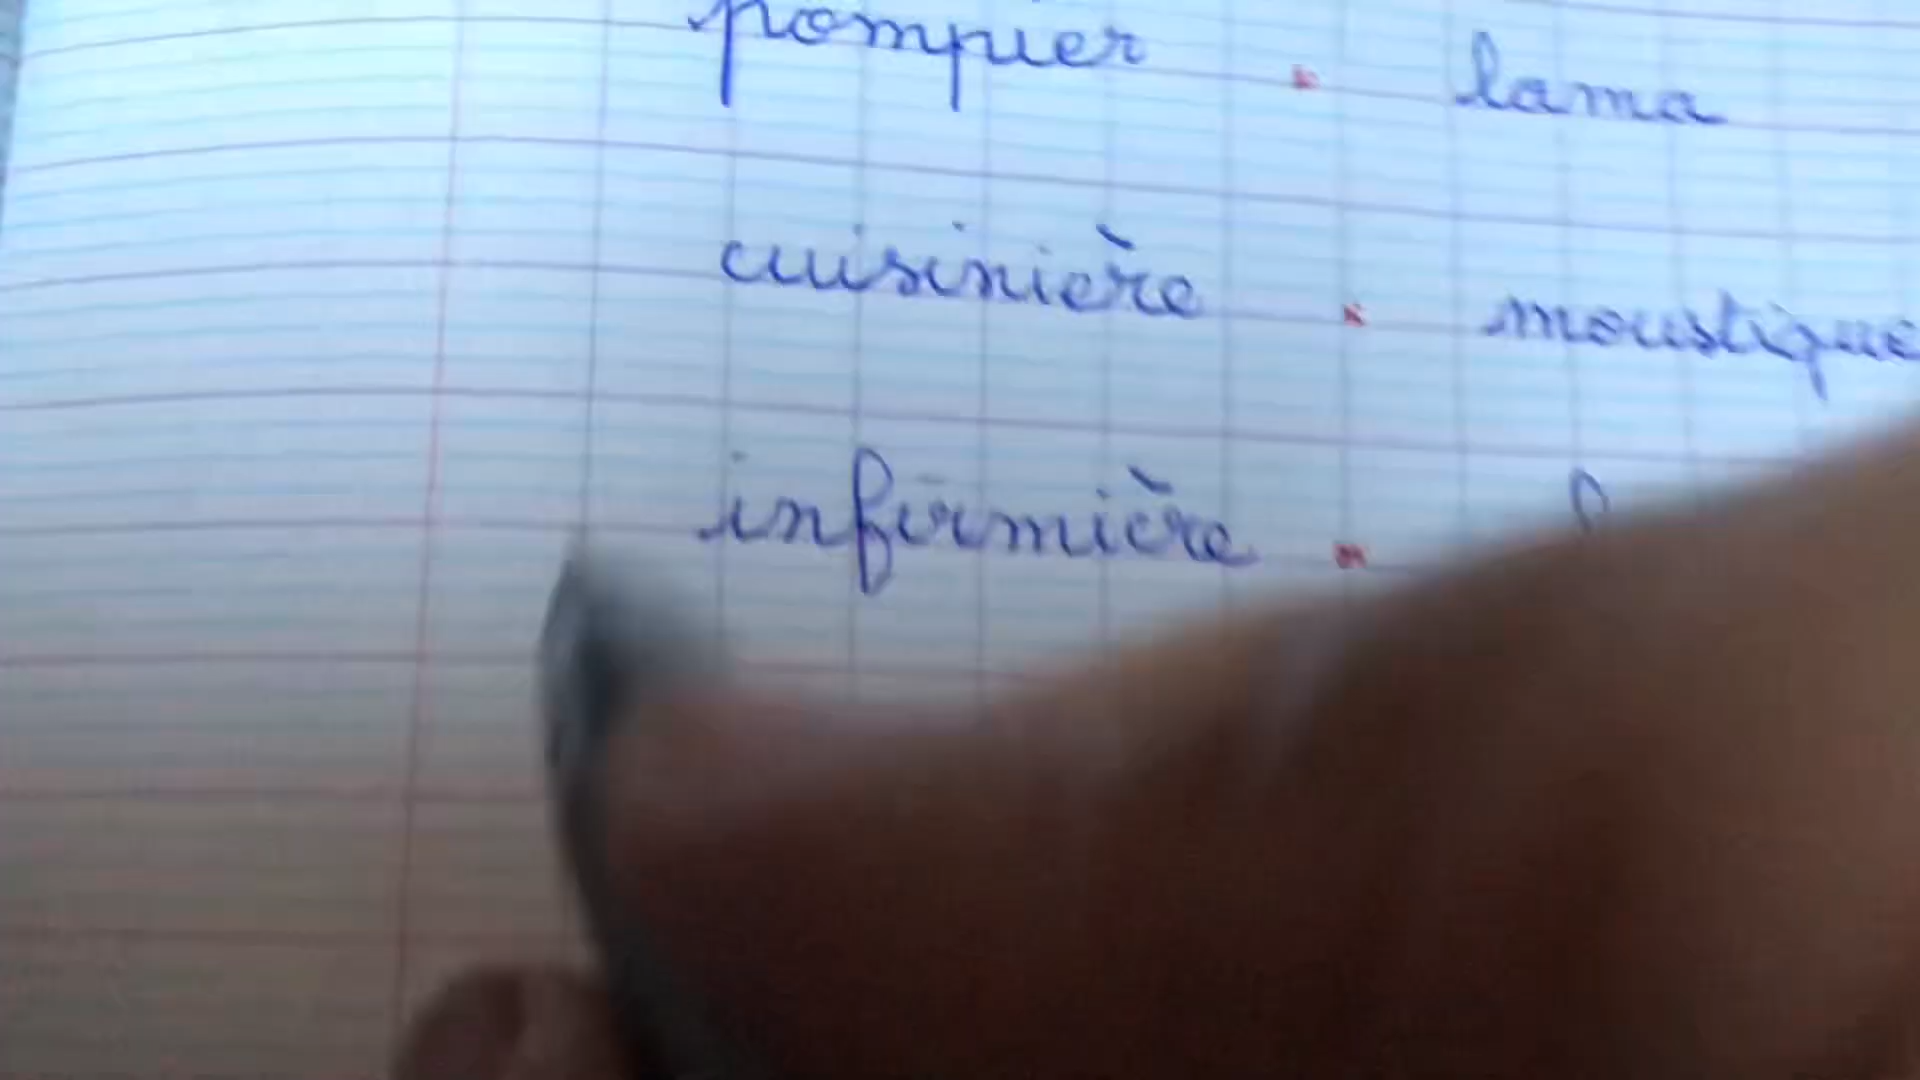 pompier lama
cuisinière moustique
infirmière